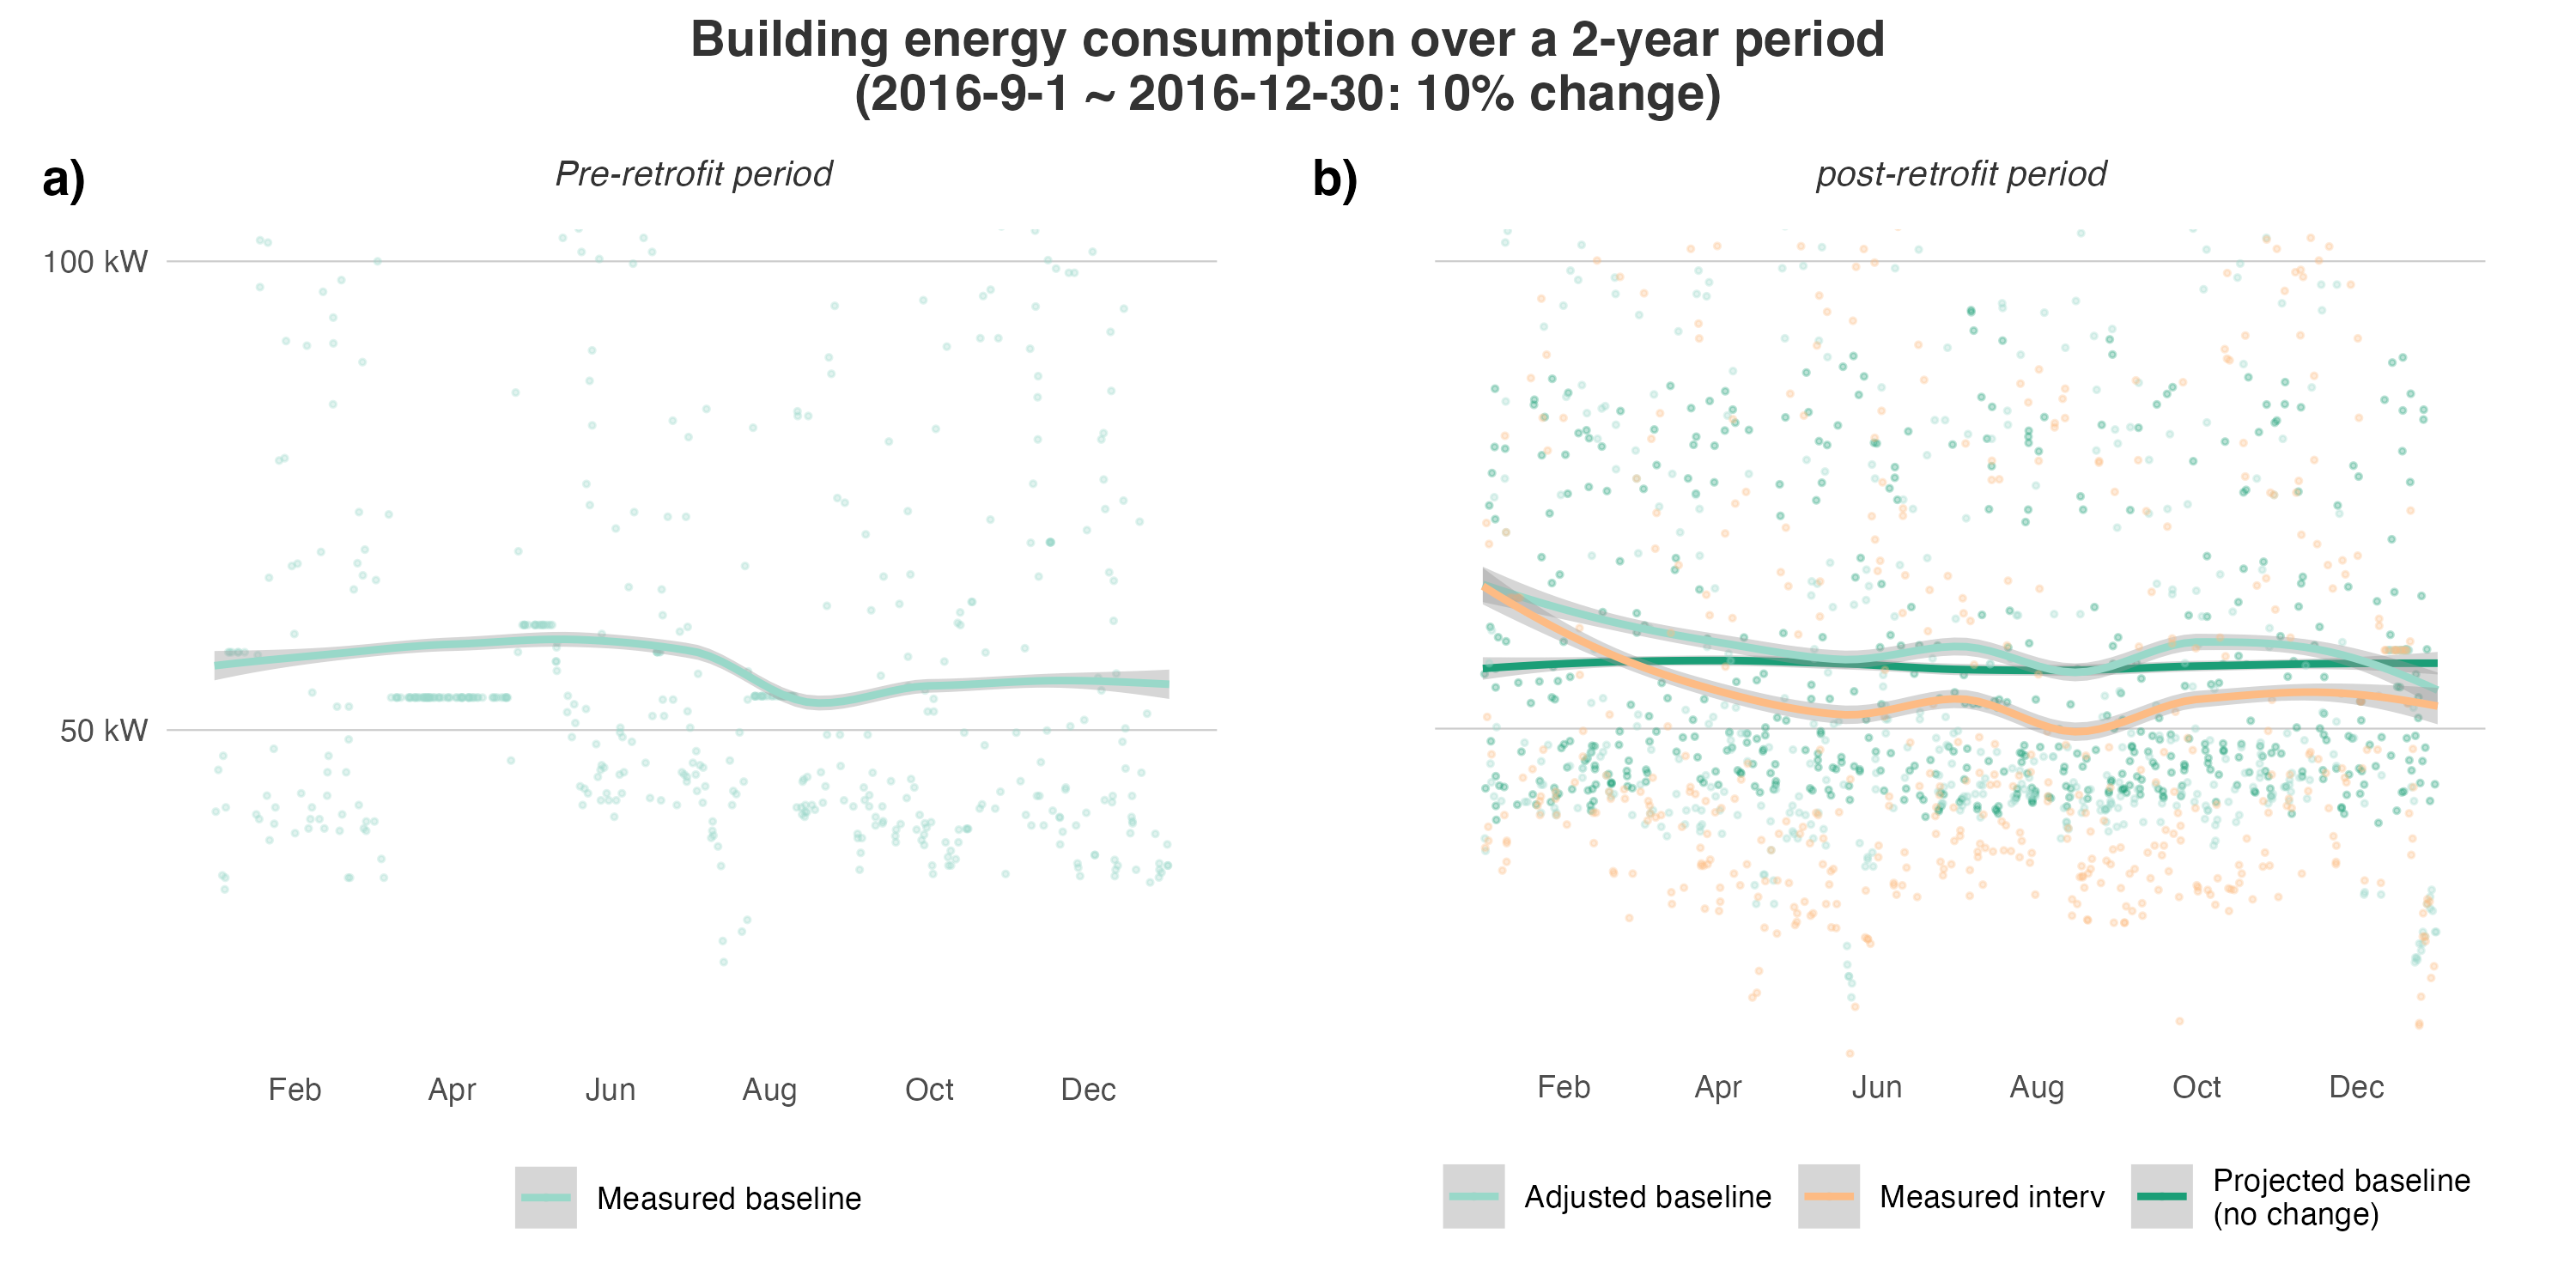 Building energy consumption over a 2-year period
(2016-9-1 ~ 2016-12-30: 10% change)
a)
Pre-retrofit period
100 kW
50 kW
Feb Apr Jun Aug Oct Dec
Measured baseline
b)
post-retrofit period
Feb Apr Jun Aug Oct Dec
Adjusted baseline
Measured interv
Projected baseline
(no change)